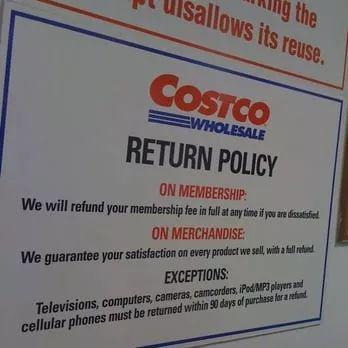 rking the
pt disallows its reuse.
COSTCO
WHOLESALE
RETURN POLICY
ON MEMBERSHIP:
We will refund your membership fee in full at any time if you are dissatisfied.
ON MERCHANDISE:
We guarantee your satisfaction on every product we sell, with a full refund.
EXCEPTIONS:
Televisions, computers, cameras, camcorders, iPod/MP3 players and
cellular phones must be returned within 90 days of purchase for a refund.